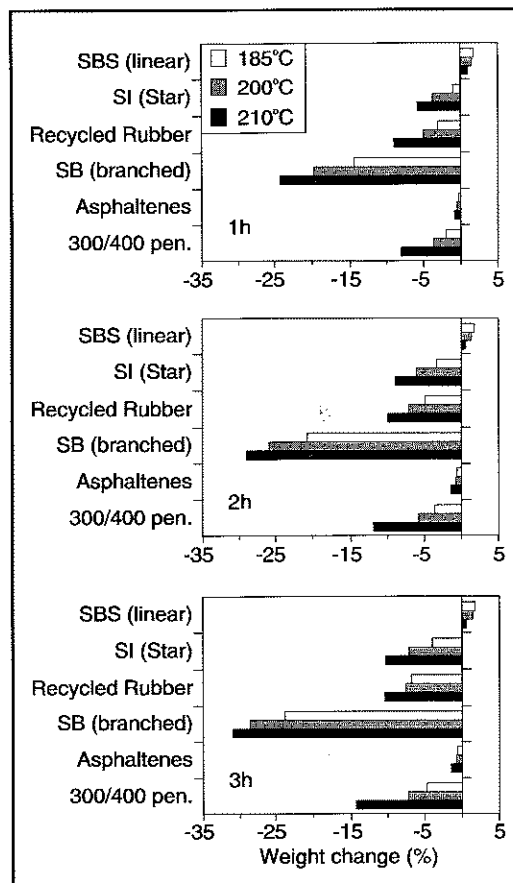 SBS (linear)
SI (Star)
Recycled Rubber
SB (branched)
Asphaltenes
300/400 pen.
185°C
200°C
210°C
1h
-35 -25 -15 -5 5
SBS (linear)
SI (Star)
Recycled Rubber
SB (branched)
Asphaltenes
300/400 pen.
2h
-35 -25 -15 -5 5
SBS (linear)
SI (Star)
Recycled Rubber
SB (branched)
Asphaltenes
300/400 pen.
3h
-35 -25 -15 -5 5
Weight change (%)